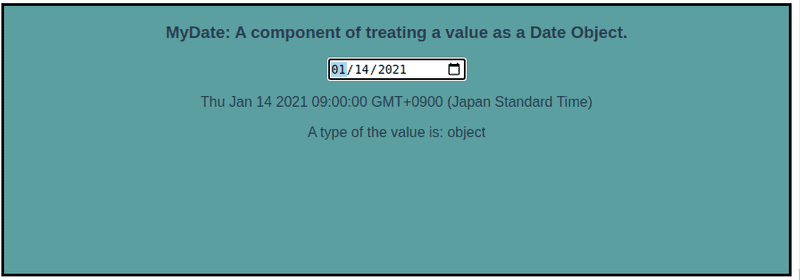 MyDate: A component of treating a value as a Date Object.
01/14/2021
Thu Jan 14 2021 09:00:00 GMT+0900 (Japan Standard Time)
A type of the value is: object